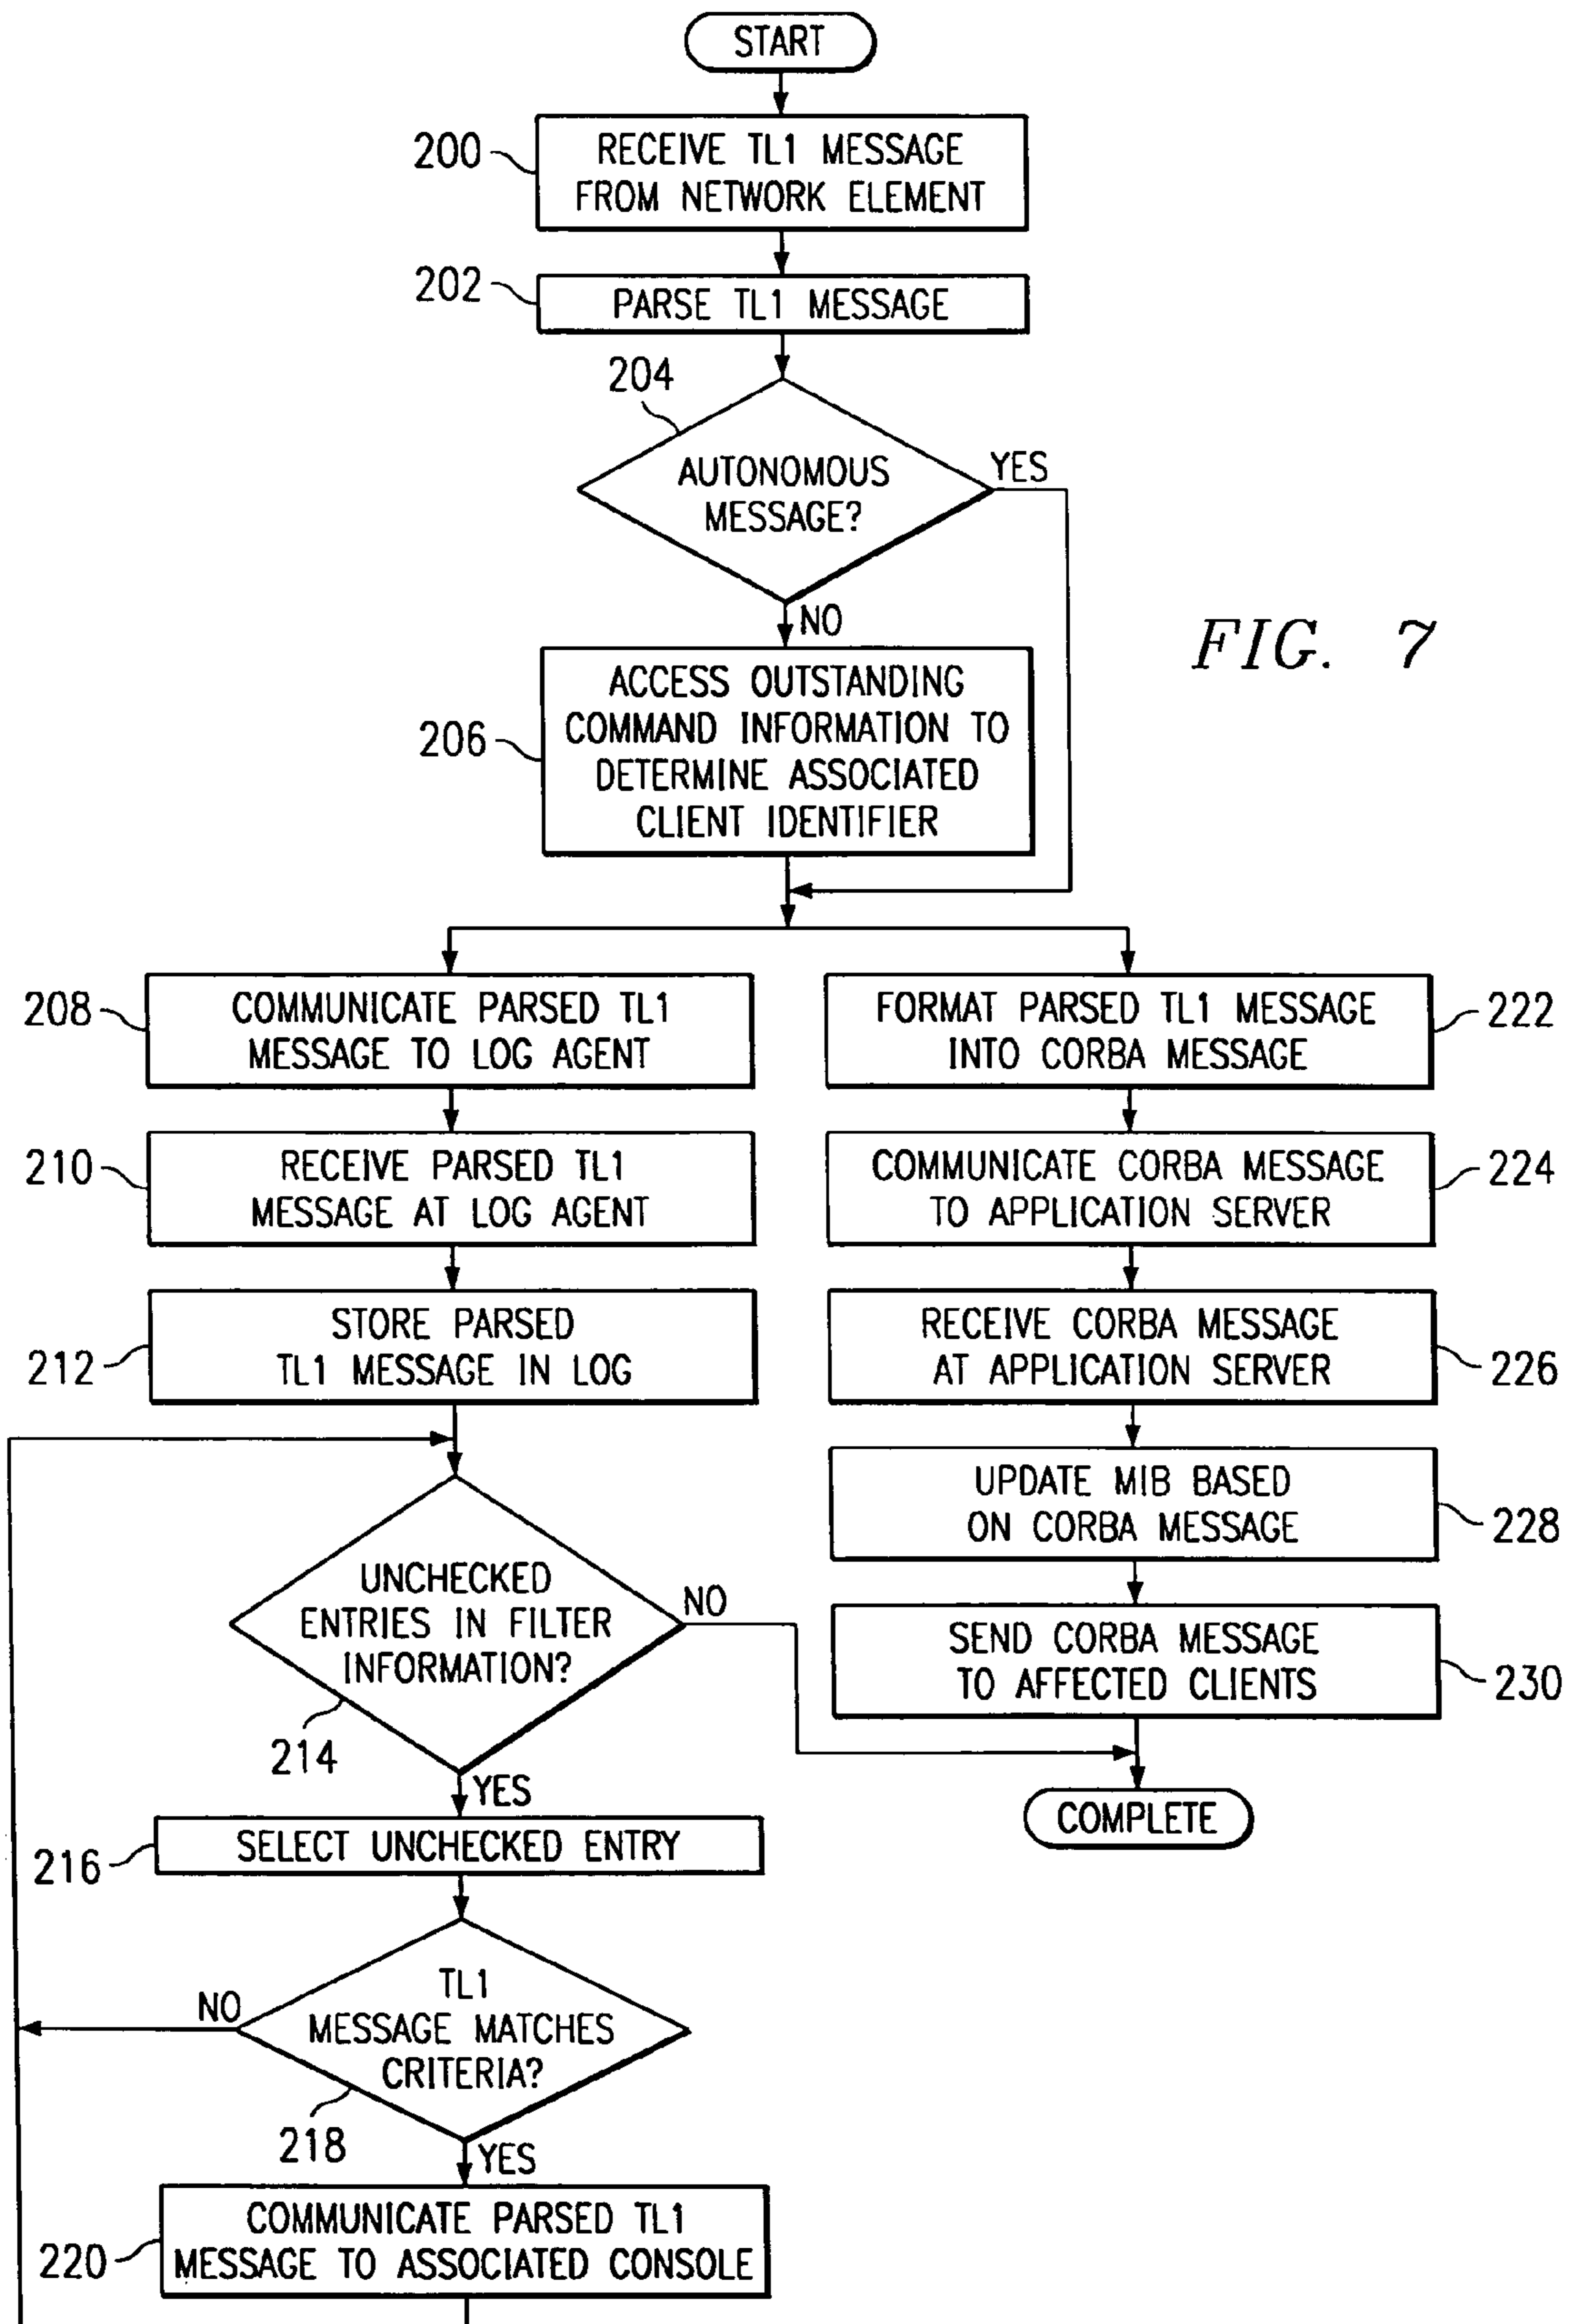 START
200
RECEIVE TL1 MESSAGE
FROM NETWORK ELEMENT
202
PARSE TL1 MESSAGE
204
AUTONOMOUS
MESSAGE?
YES
NO
FIG. 7
206
ACCESS OUTSTANDING
COMMAND INFORMATION TO
DETERMINE ASSOCIATED
CLIENT IDENTIFIER
208
COMMUNICATE PARSED TL1
MESSAGE TO LOG AGENT
FORMAT PARSED TL1 MESSAGE
INTO CORBA MESSAGE
222
210
RECEIVE PARSED TL1
MESSAGE AT LOG AGENT
COMMUNICATE CORBA MESSAGE
TO APPLICATION SERVER
224
212
STORE PARSED
TL1 MESSAGE IN LOG
RECEIVE CORBA MESSAGE
AT APPLICATION SERVER
226
UPDATE MIB BASED
ON CORBA MESSAGE
228
UNCHECKED
ENTRIES IN FILTER
INFORMATION?
NO
214
YES
SEND CORBA MESSAGE
TO AFFECTED CLIENTS
230
COMPLETE
216
SELECT UNCHECKED ENTRY
TL1
MESSAGE MATCHES
CRITERIA?
NO
218
YES
220
COMMUNICATE PARSED TL1
MESSAGE TO ASSOCIATED CONSOLE